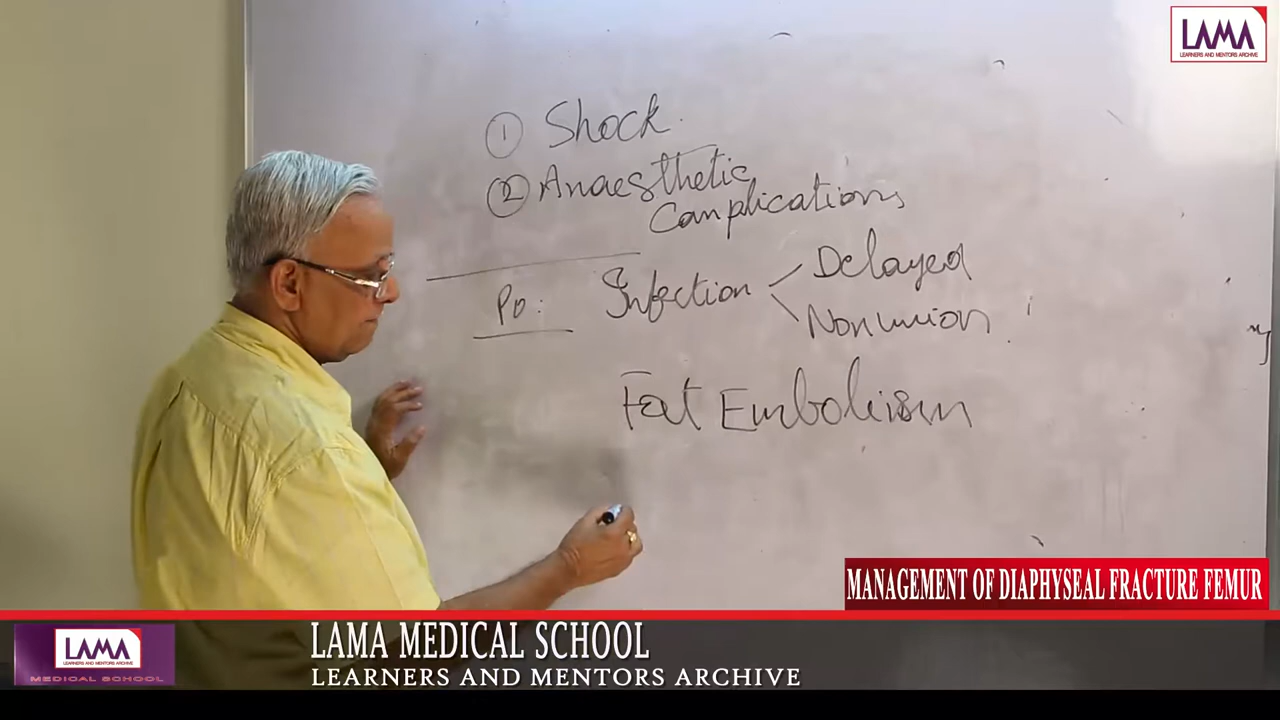 LAMA
LEARNERS AND MENTORS ARCHIVE
① Shock.
② Anaesthetic
Complications
PO: Infection Delayed
Nonunion
Fat Embolism
MANAGEMENT OF DIAPHYSEAL FRACTURE FEMUR
LAMA
LEARNERS AND MENTORS ARCHIVE
MEDICAL SCHOOL
LAMA MEDICAL SCHOOL
LEARNERS AND MENTORS ARCHIVE